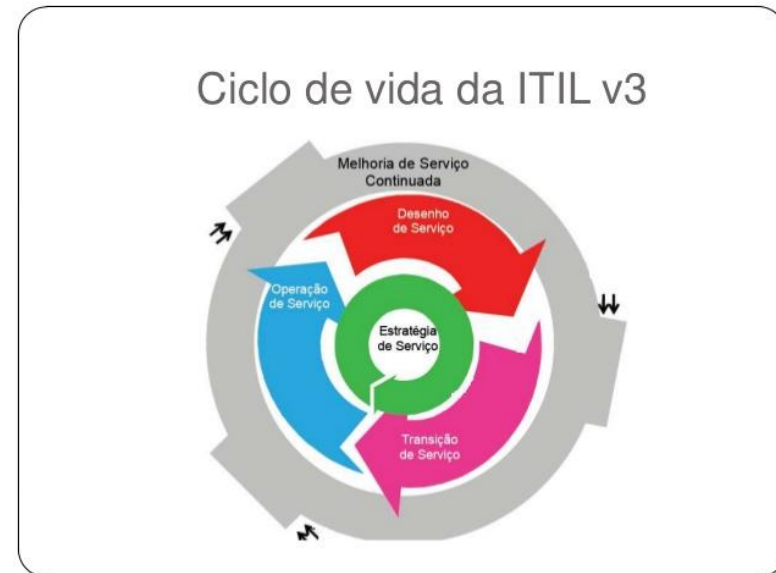 Ciclo de vida da ITIL v3
Melhoria de Serviço
Continuada
Desenho
de Serviço
Operação
de Serviço
Estratégia
de Serviço
Transição
de Serviço